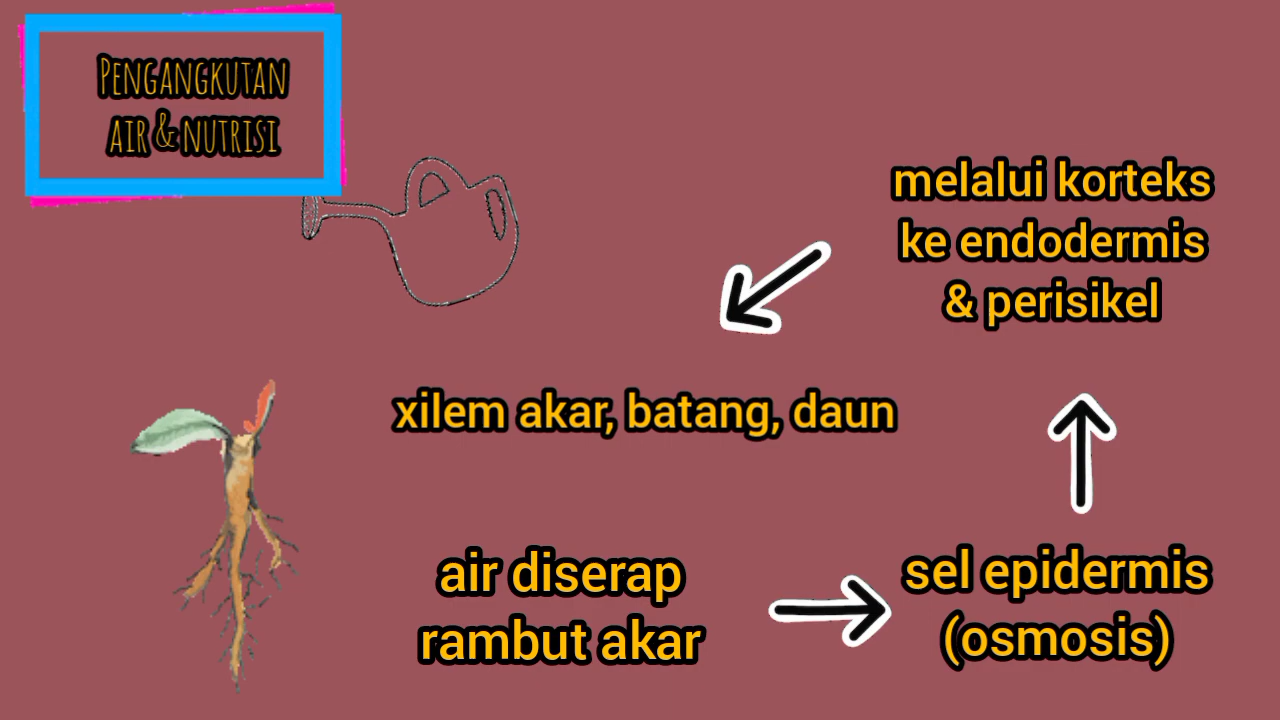 Pengangkutan
air & nutrisi
melalui korteks
ke endodermis
& perisikel
xilem akar, batang, daun
air diserap
rambut akar
sel epidermis
(osmosis)